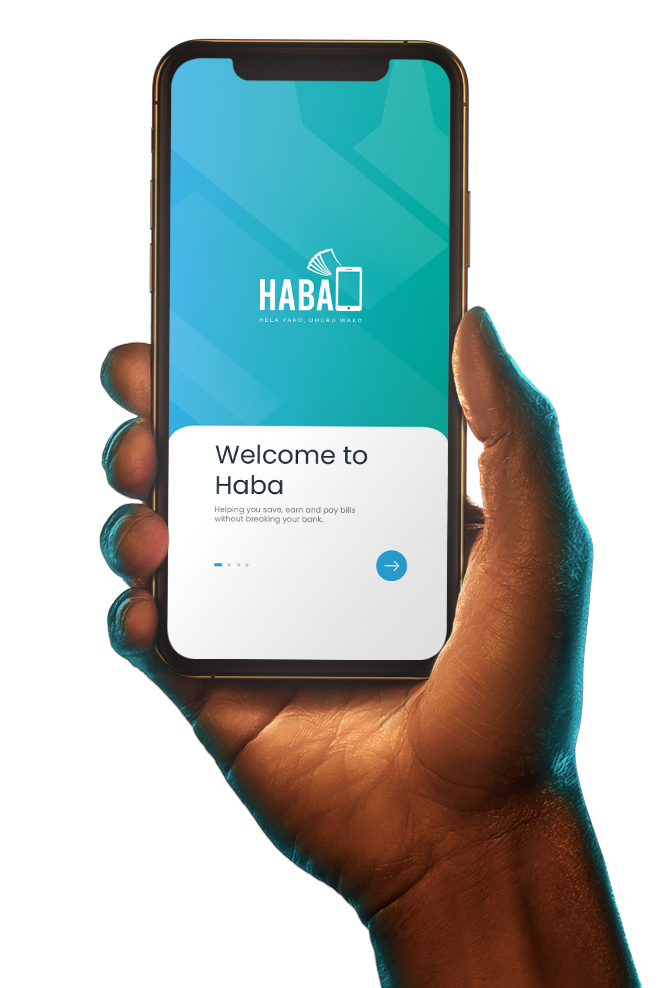 HABA
HELA YAKO, UHURU WAKO
Welcome to
Haba
Helping you save, earn and pay bills
without breaking your bank.